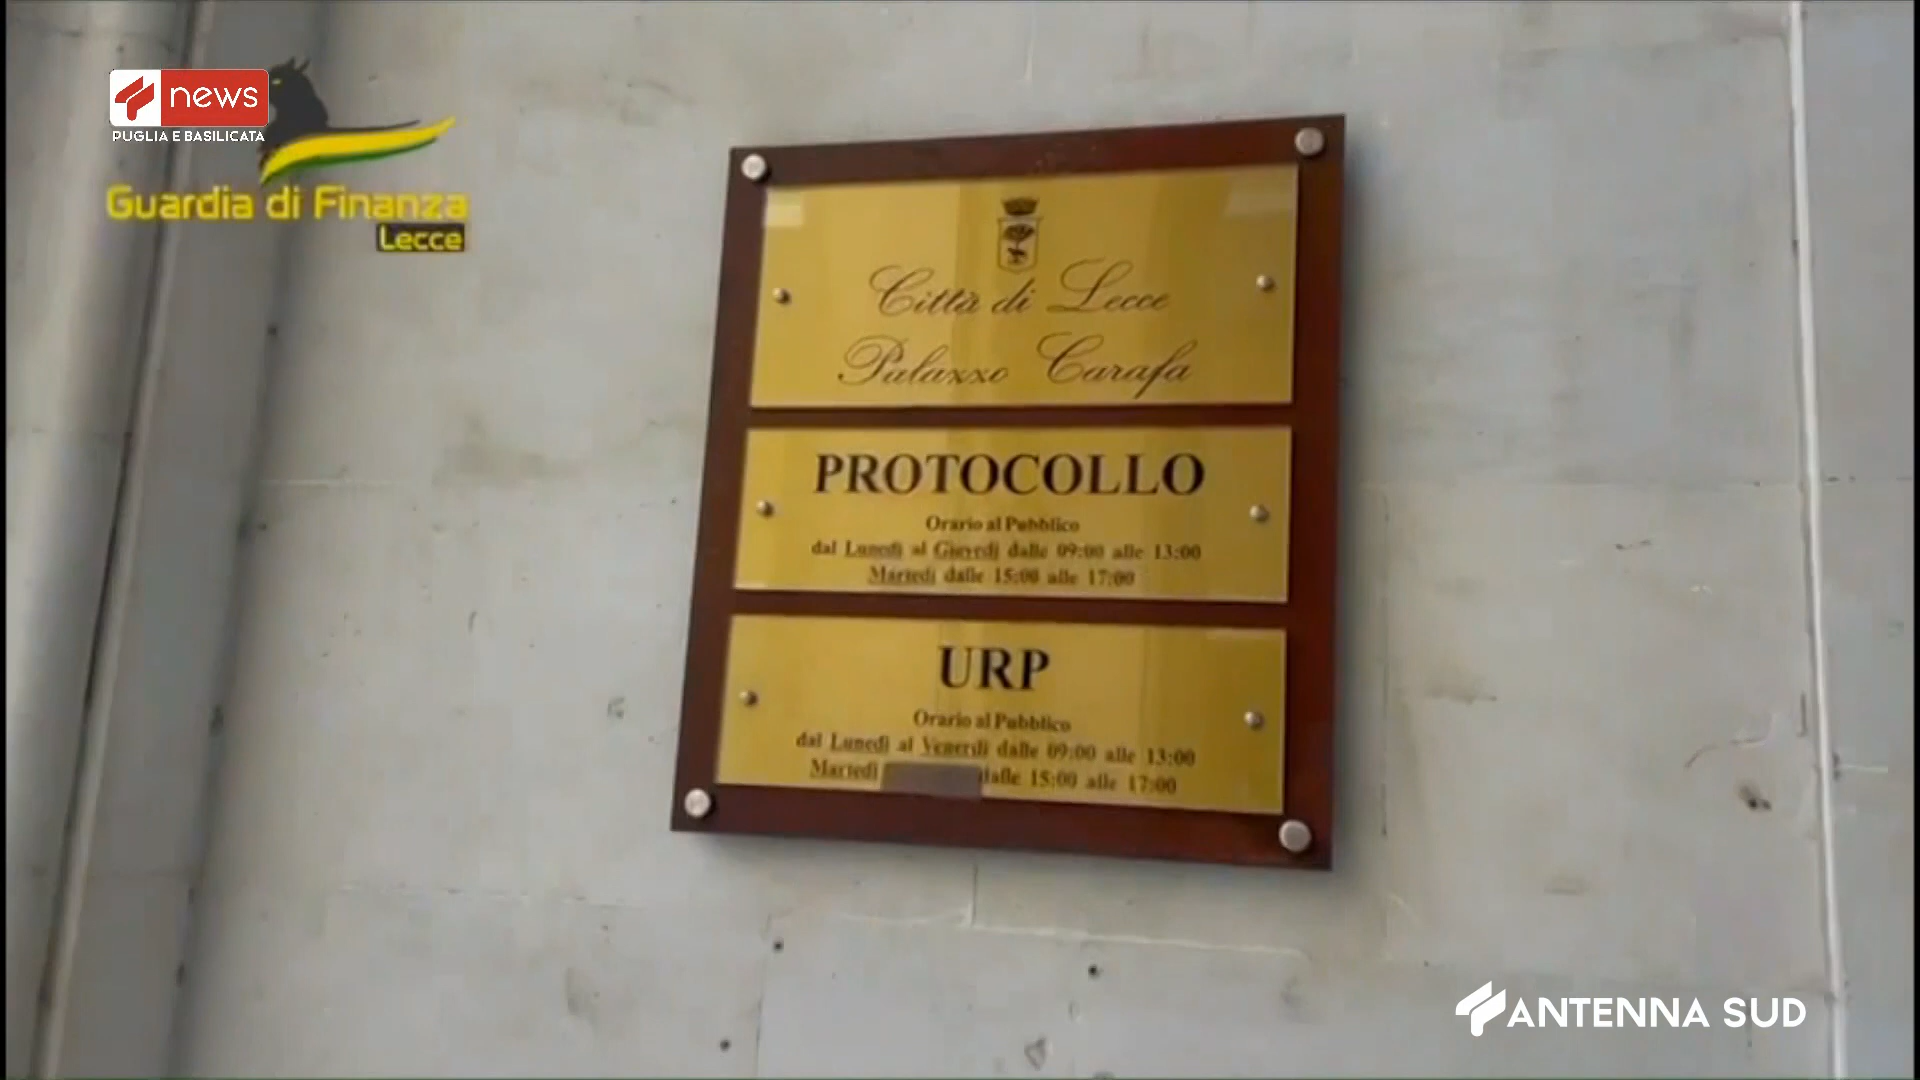 news
PUGLIA E BASILICATA
Guardia di Finanza
Lecce
Città di Lecce
Palazzo Carafa
PROTOCOLLO
Orario al Pubblico
dal Lunedì al Giovedì dalle 09:00 alle 13:00
Martedì dalle 15:00 alle 17:00
URP
Orario al Pubblico
dal Lunedì al Venerdì dalle 09:00 alle 13:00
Martedì dalle 15:00 alle 17:00
ANTENNA SUD